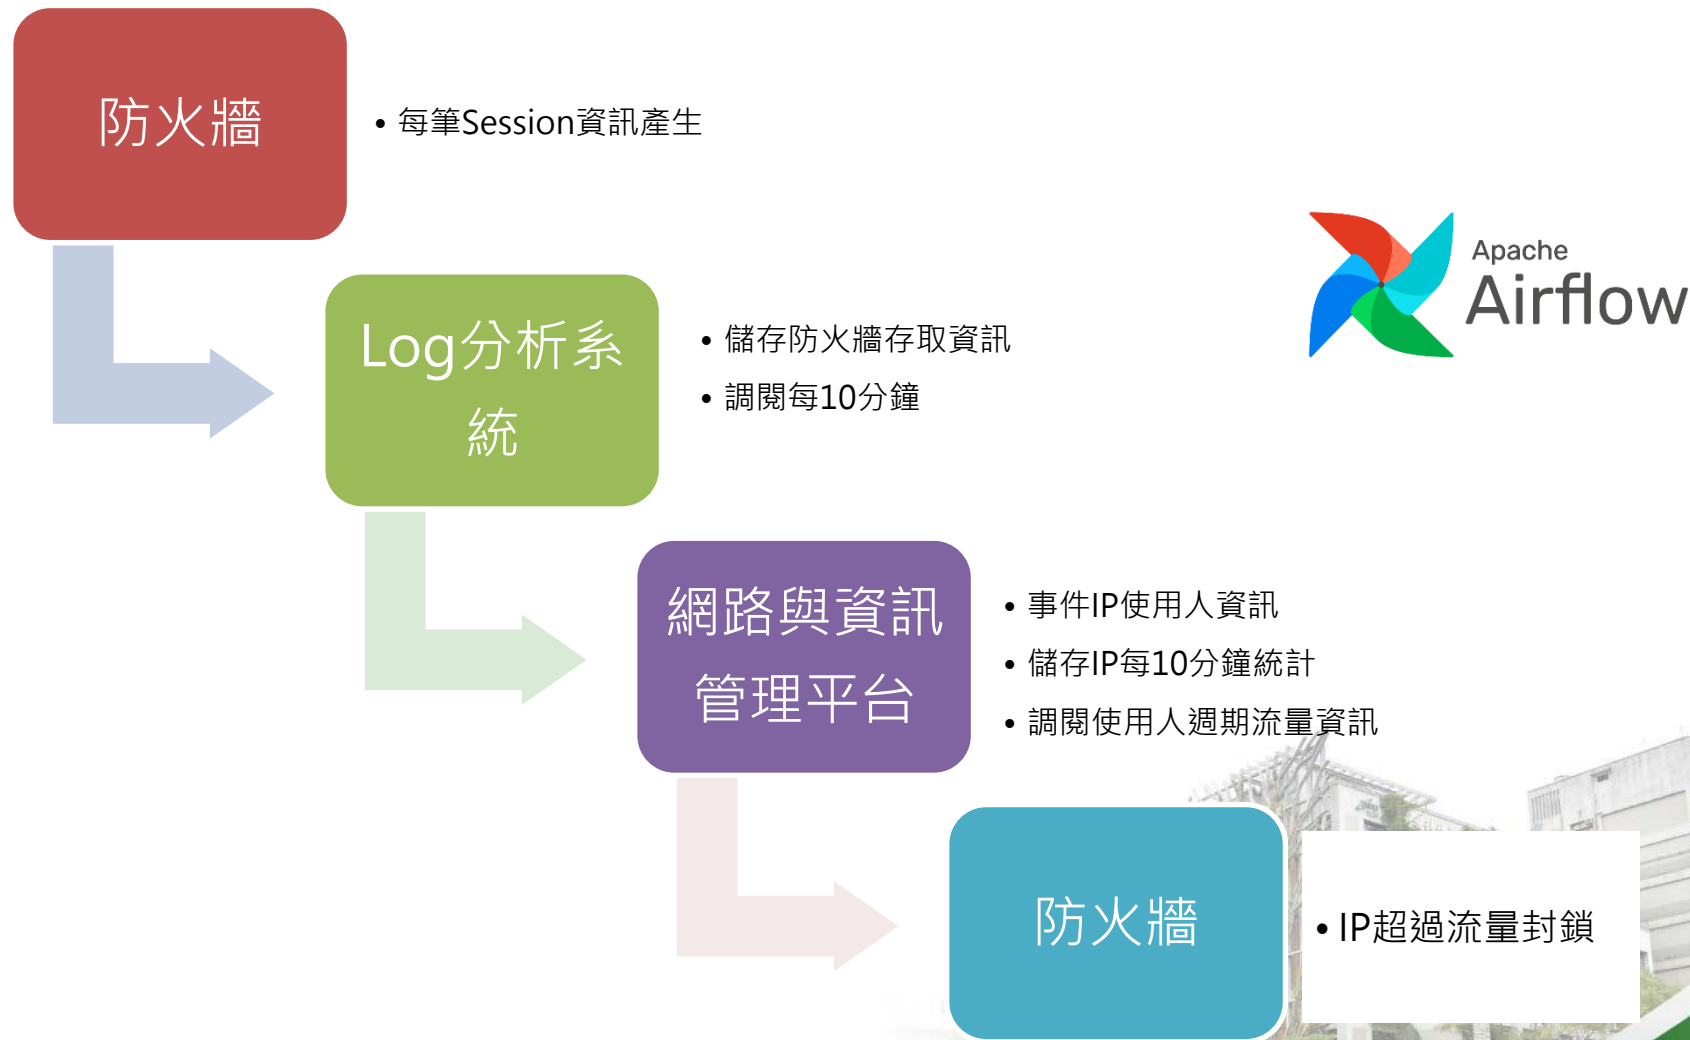 防火牆
• 每筆Session資訊產生
Apache
Airflow
Log分析系
統
• 儲存防火牆存取資訊
• 調閱每10分鐘
網路與資訊
管理平台
• 事件IP使用人資訊
• 儲存IP每10分鐘統計
• 調閱使用人週期流量資訊
防火牆
• IP超過流量封鎖